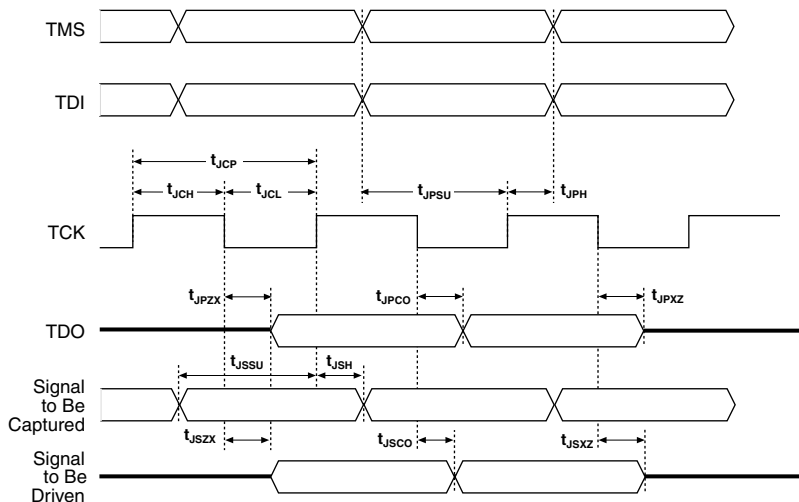 TMS
TDI
tJCP
tJCH
tJCL
tJPSU
tJPH
TCK
tJPZX
tJPCO
tJPXZ
TDO
tJSSU
tJSH
Signal
to Be
Captured
tJSZX
tJSCO
tJSXZ
Signal
to Be
Driven